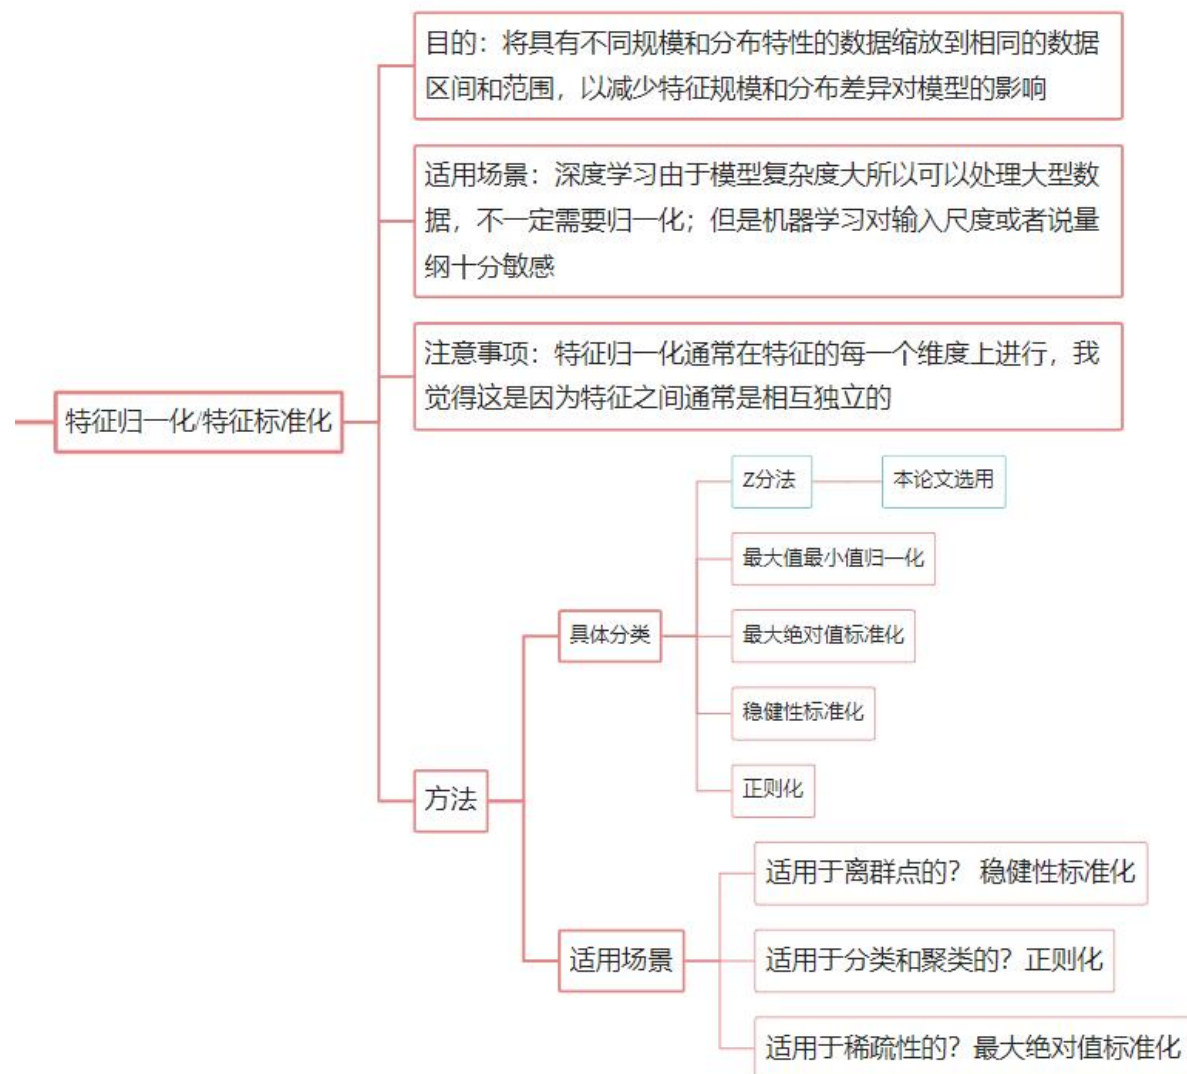 目的：将具有不同规模和分布特性的数据缩放到相同的数据
区间和范围，以减少特征规模和分布差异对模型的影响
适用场景：深度学习由于模型复杂度大所以可以处理大型数
据，不一定需要归一化；但是机器学习对输入尺度或者说量
纲十分敏感
注意事项：特征归一化通常在特征的每一个维度上进行，我
觉得这是因为特征之间通常是相互独立的
特征归一化/特征标准化
方法
具体分类
Z分法
本论文选用
最大值最小值归一化
最大绝对值标准化
稳健性标准化
正则化
适用场景
适用于离群点的？ 稳健性标准化
适用于分类和聚类的？正则化
适用于稀疏性的？最大绝对值标准化